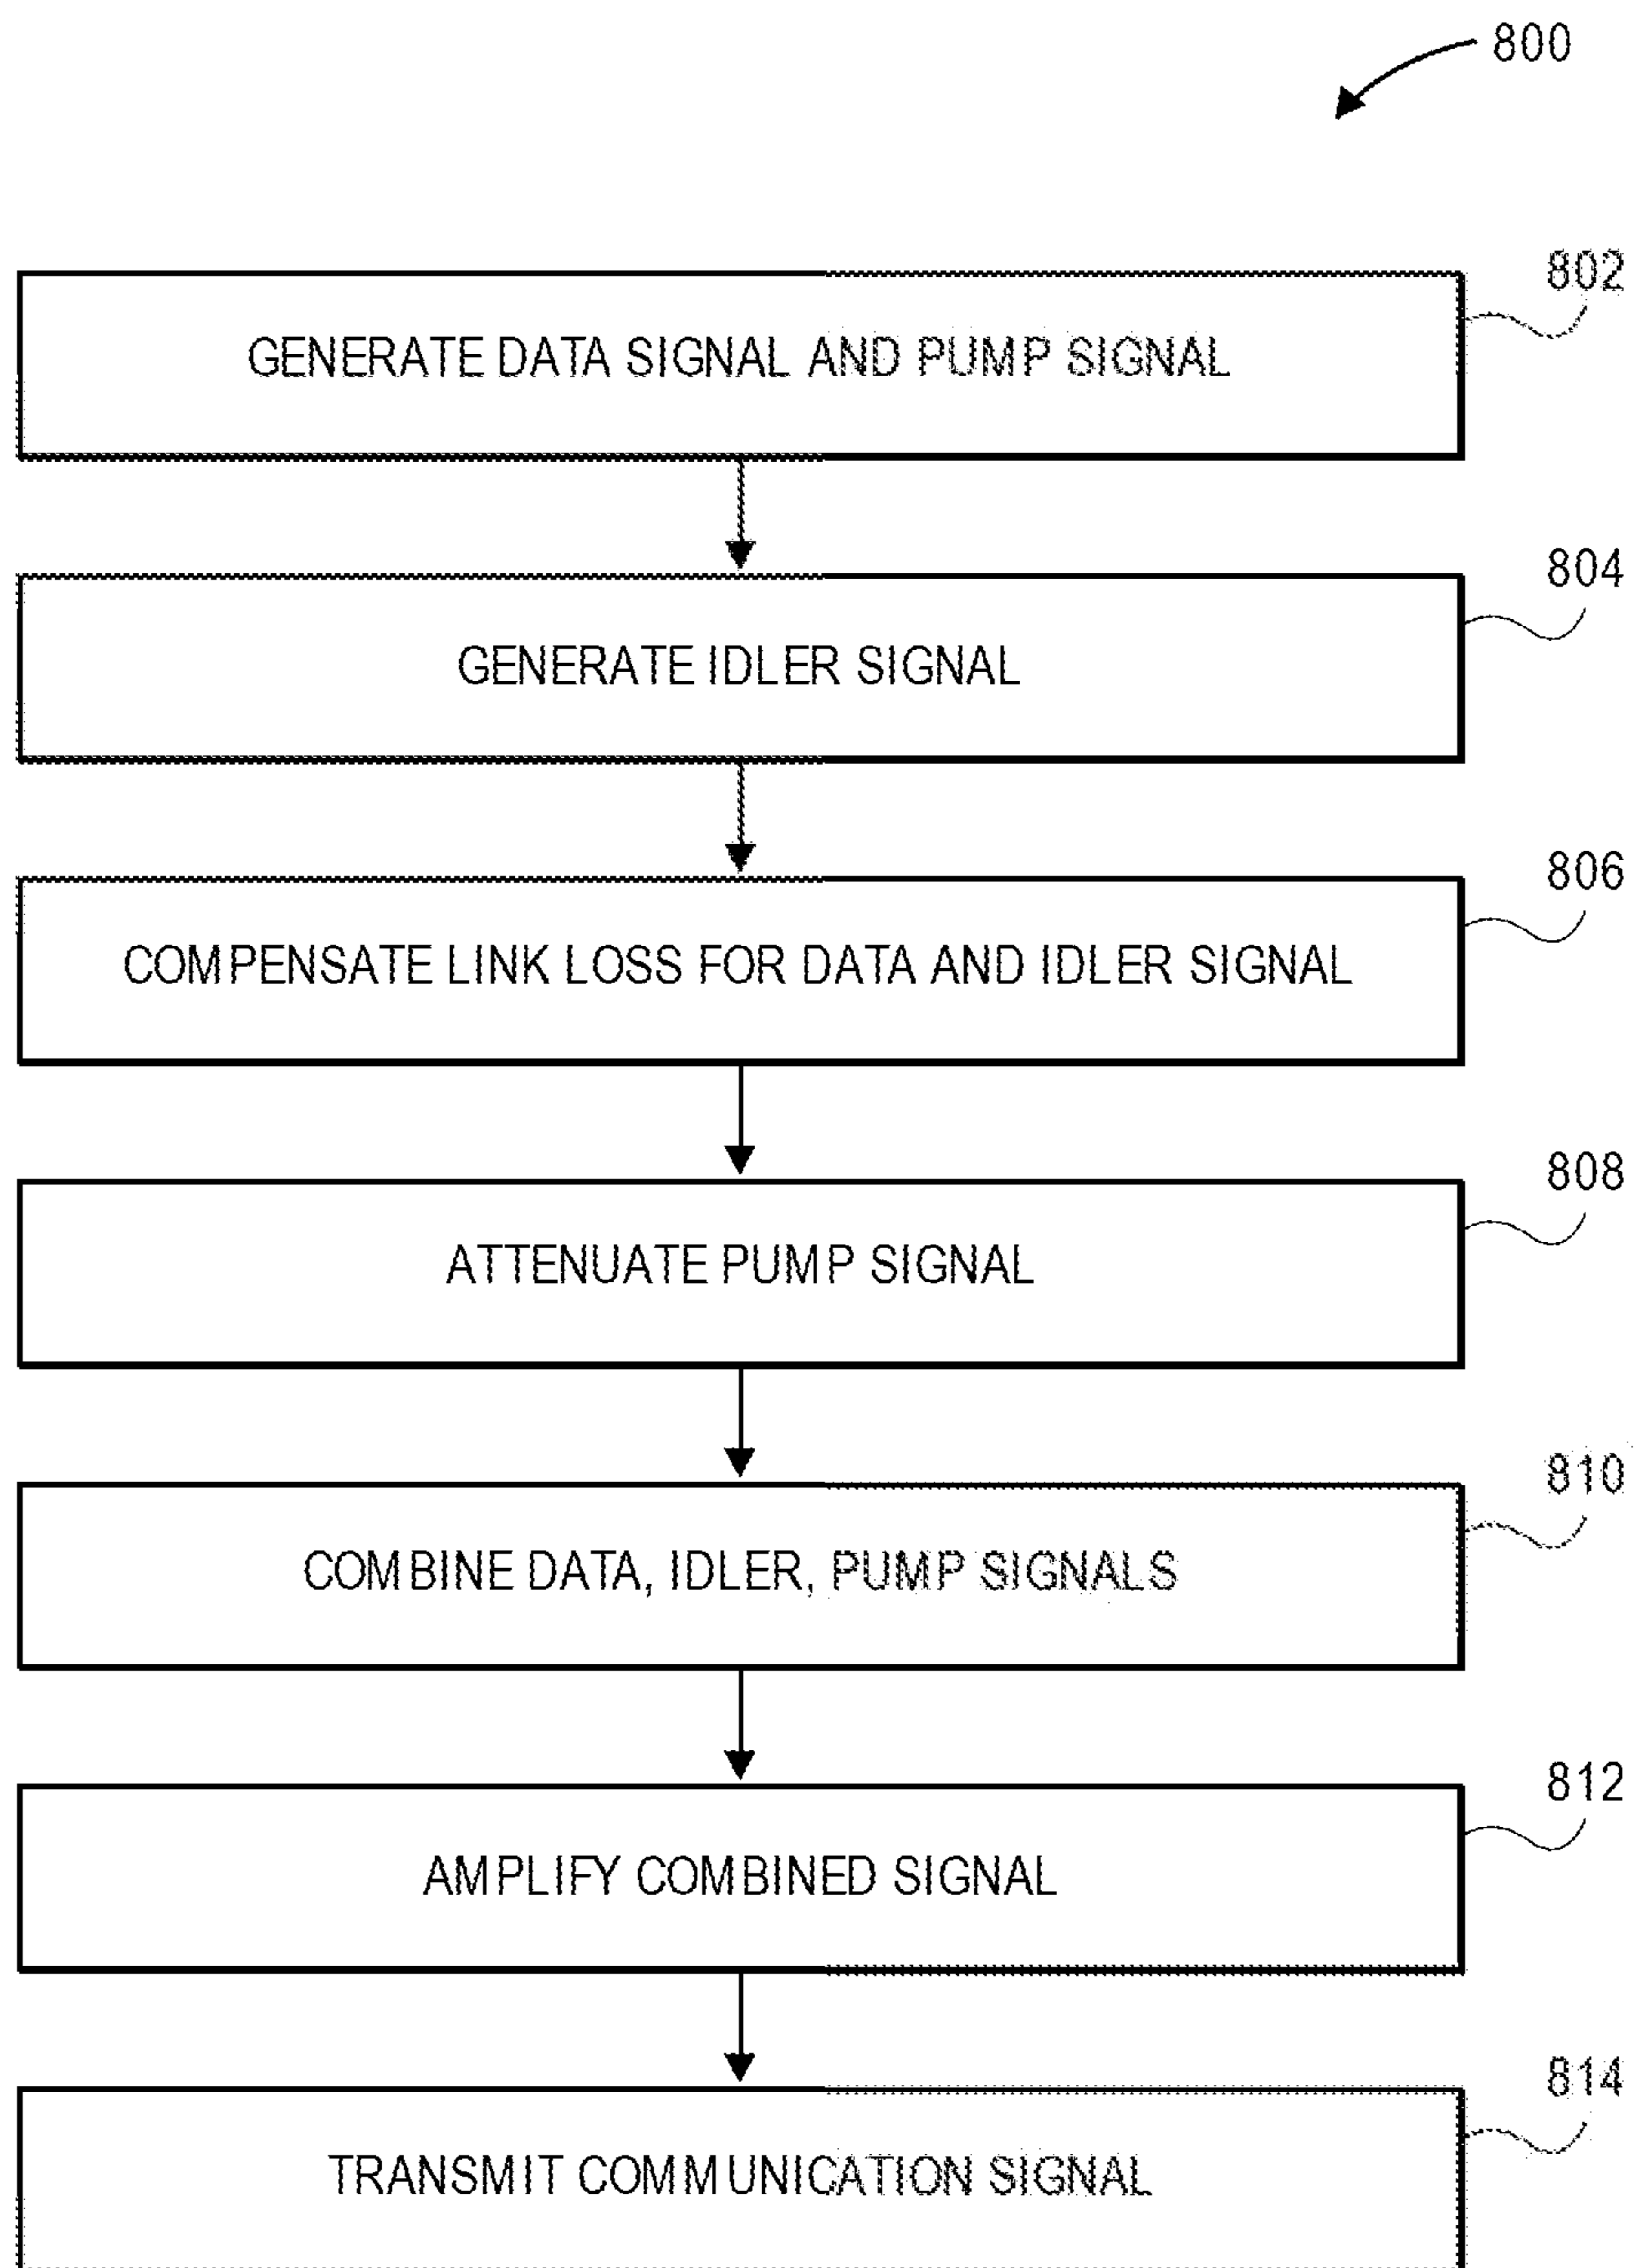 800
802
GENERATE DATA SIGNAL AND PUMP SIGNAL
804
GENERATE IDLER SIGNAL
806
COMPENSATE LINK LOSS FOR DATA AND IDLER SIGNAL
808
ATTENUATE PUMP SIGNAL
810
COMBINE DATA, IDLER, PUMP SIGNALS
812
AMPLIFY COMBINED SIGNAL
814
TRANSMIT COMMUNICATION SIGNAL